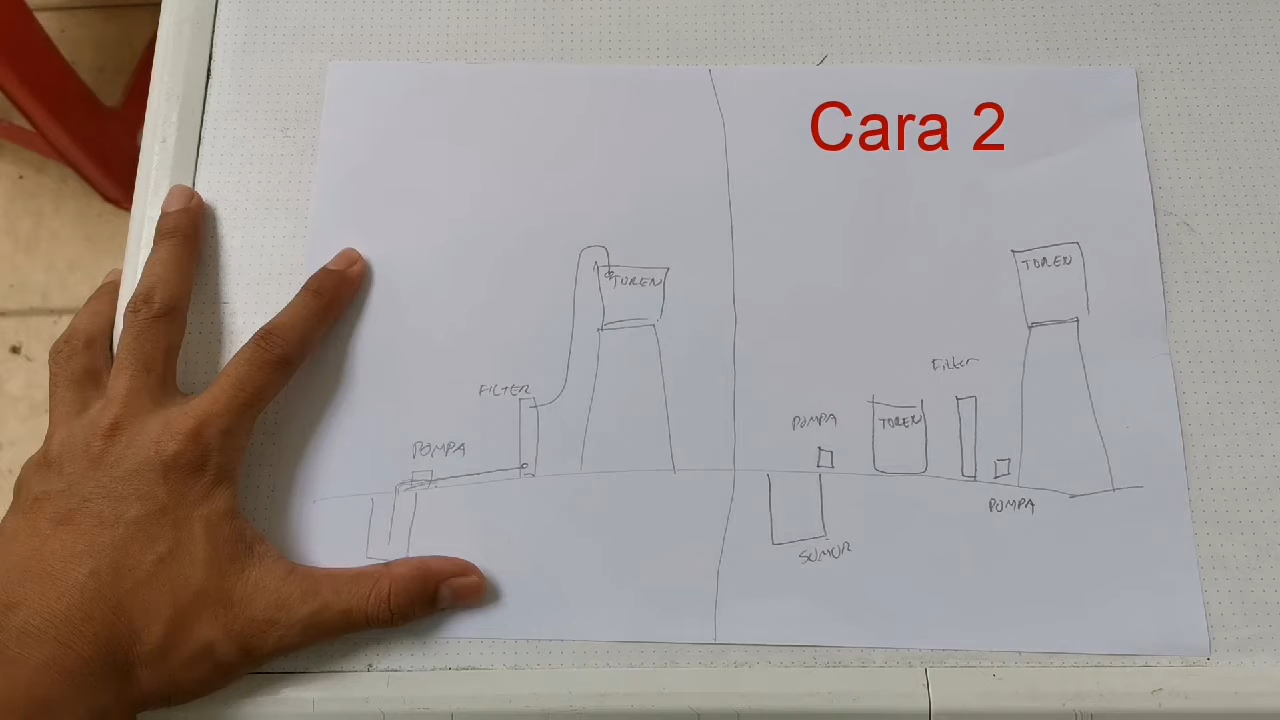 Cara 2
TOREN
FILTER
POMPA
TOREN
Filter
POMPA
TOREN
POMPA
SUMUR